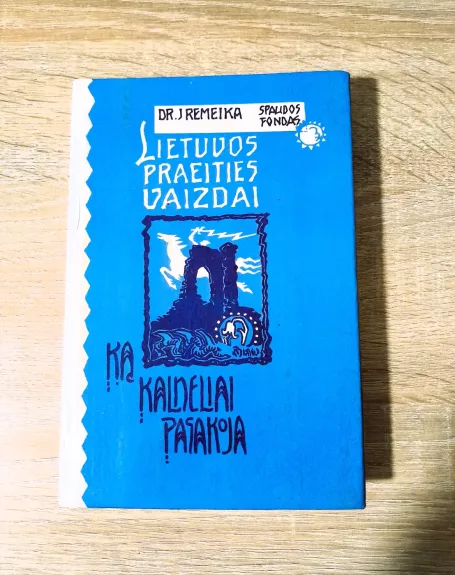 DR. J REMEIKA
SPAUDOS
FONDAS
LIETUVOS
PRAEITIES
VAIZDAI
KĄ
KALNELIAI
PASAKOJA